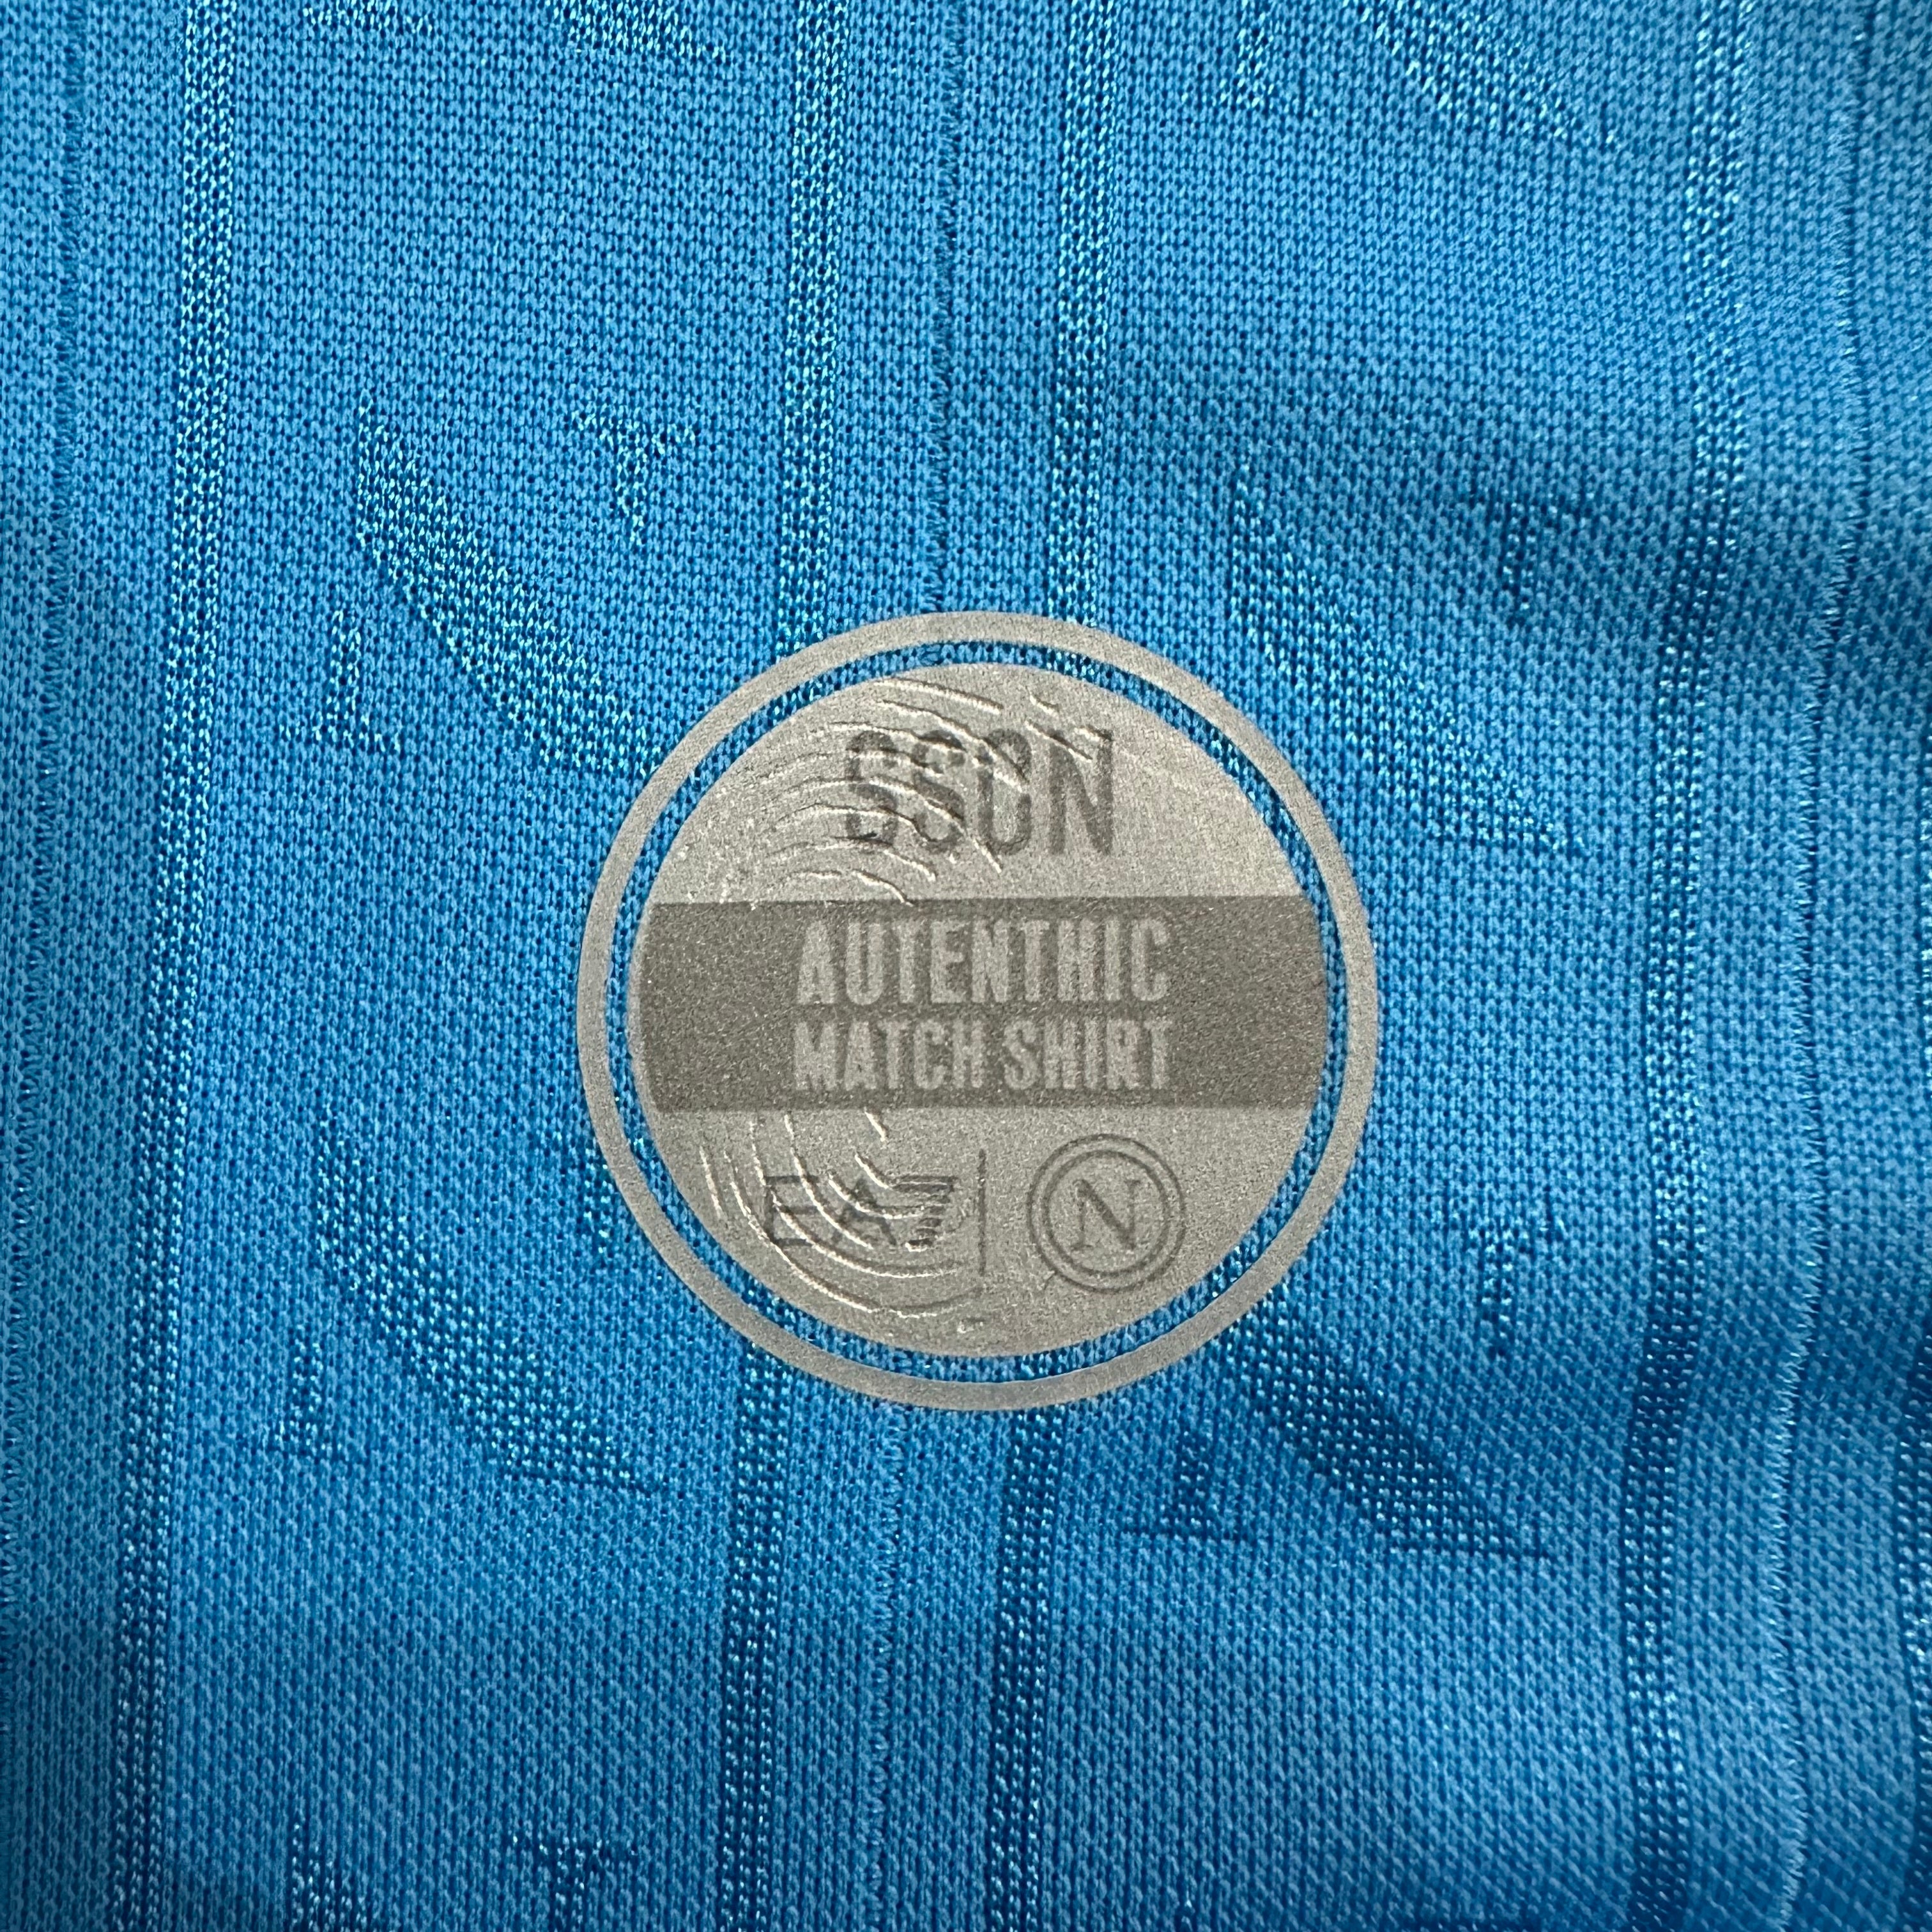 SSCN
AUTENTHIC
MATCH SHIRT
EA7 | N